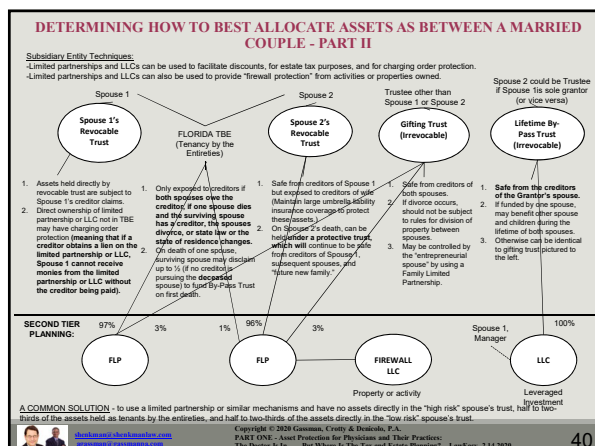 DETERMINING HOW TO BEST ALLOCATE ASSETS AS BETWEEN A MARRIED
COUPLE - PART II
Subsidiary Entity Techniques:
-Limited partnerships and LLCs can be used to facilitate discounts, for estate tax purposes, and for charging order protection.
-Limited partnerships and LLCs can also be used to provide "firewall protection" from activities or properties owned.
Spouse 1
Spouse 2
Trustee other than
Spouse 1 or Spouse 2
Spouse 2 could be Trustee
if Spouse 1is sole grantor
(or vice versa)
Spouse 1's
Revocable
Trust
FLORIDA TBE
(Tenancy by the
Entireties)
Spouse 2's
Revocable
Trust
Gifting Trust
(Irrevocable)
Lifetime By-
Pass Trust
(Irrevocable)
1. Assets held directly by
revocable trust are subject to
Spouse 1's creditor claims.
2. Direct ownership of limited
partnership or LLC not in TBE
may have charging order
protection (meaning that if a
creditor obtains a lien on the
limited partnership or LLC,
Spouse 1 cannot receive
monies from the limited
partnership or LLC without
the creditor being paid).
1. Only exposed to creditors if
both spouses owe the
creditor, if one spouse dies
and the surviving spouse
has a creditor, the spouses
divorce, or state law or the
state of residence changes.
2. On death of one spouse,
surviving spouse may disclaim
up to ½ (if no creditor is
pursuing the deceased
spouse) to fund By-Pass Trust
on first death.
1. Safe from creditors of Spouse 1
but exposed to creditors of wife
(Maintain large umbrella liability
insurance coverage to protect
these assets.)
2. On Spouse 2's death, can be
held under a protective trust,
which will continue to be safe
from creditors of Spouse 1,
subsequent spouses, and
"future new family."
1. Safe from creditors of
both spouses.
2. If divorce occurs,
should not be subject
to rules for division of
property between
spouses.
3. May be controlled by
the "entrepreneurial
spouse" by using a
Family Limited
Partnership.
1. Safe from the creditors
of the Grantor's spouse.
2. If funded by one spouse,
may benefit other spouse
and children during the
lifetime of both spouses.
3. Otherwise can be identical
to gifting trust pictured to
the left.
SECOND TIER
PLANNING:
97%
3%
1%
96%
3%
Spouse 1,
Manager
100%
FLP
FLP
FIREWALL
LLC
LLC
Property or activity
Leveraged
Investment
A COMMON SOLUTION - to use a limited partnership or similar mechanisms and have no assets directly in the "high risk" spouse's trust, half to two-
thirds of the assets held as tenants by the entireties, and half to two-thirds of the assets directly in the "low risk" spouse's trust.
shenkman@shenkmanlaw.com
agassman@gassmanpa.com
Copyright © 2020 Gassman, Crotty & Denicolo, P.A.
PART ONE - Asset Protection for Physicians and Their Practices:
40